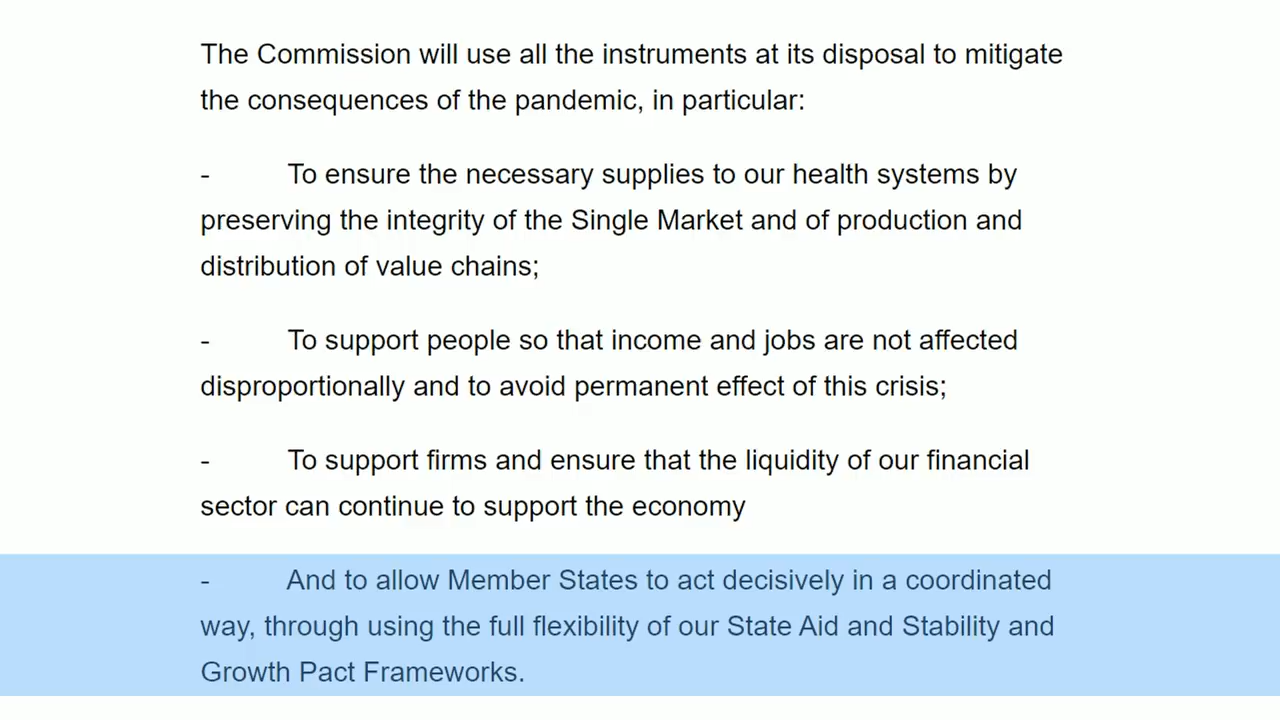 The Commission will use all the instruments at its disposal to mitigate
the consequences of the pandemic, in particular:
- To ensure the necessary supplies to our health systems by
preserving the integrity of the Single Market and of production and
distribution of value chains;
- To support people so that income and jobs are not affected
disproportionally and to avoid permanent effect of this crisis;
- To support firms and ensure that the liquidity of our financial
sector can continue to support the economy
- And to allow Member States to act decisively in a coordinated
way, through using the full flexibility of our State Aid and Stability and
Growth Pact Frameworks.